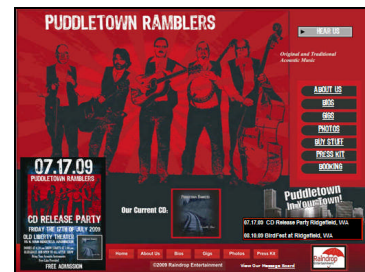 PUDDLETOWN RAMBLERS
HEAR US
Original and Traditional
Acoustic Music
ABOUT US
BIOS
GIGS
PHOTOS
BUY STUFF
PRESS KIT
BOOKING
07.17.09
PUDDLETOWN RAMBLERS
CD RELEASE PARTY
FRIDAY THE 17TH OF JULY 2009
OLD LIBERTY THEATER
FREE ADMISSION
Our Current CD:
Puddletown
In Your Town!
07.17.09 CD Release Party Ridgefield, WA
BirdFest at Ridgefield, WA
Home About Us Bios Gigs Photos Press Kit
©2009 Raindrop Entertainment
View Our Message Board
Raindrop